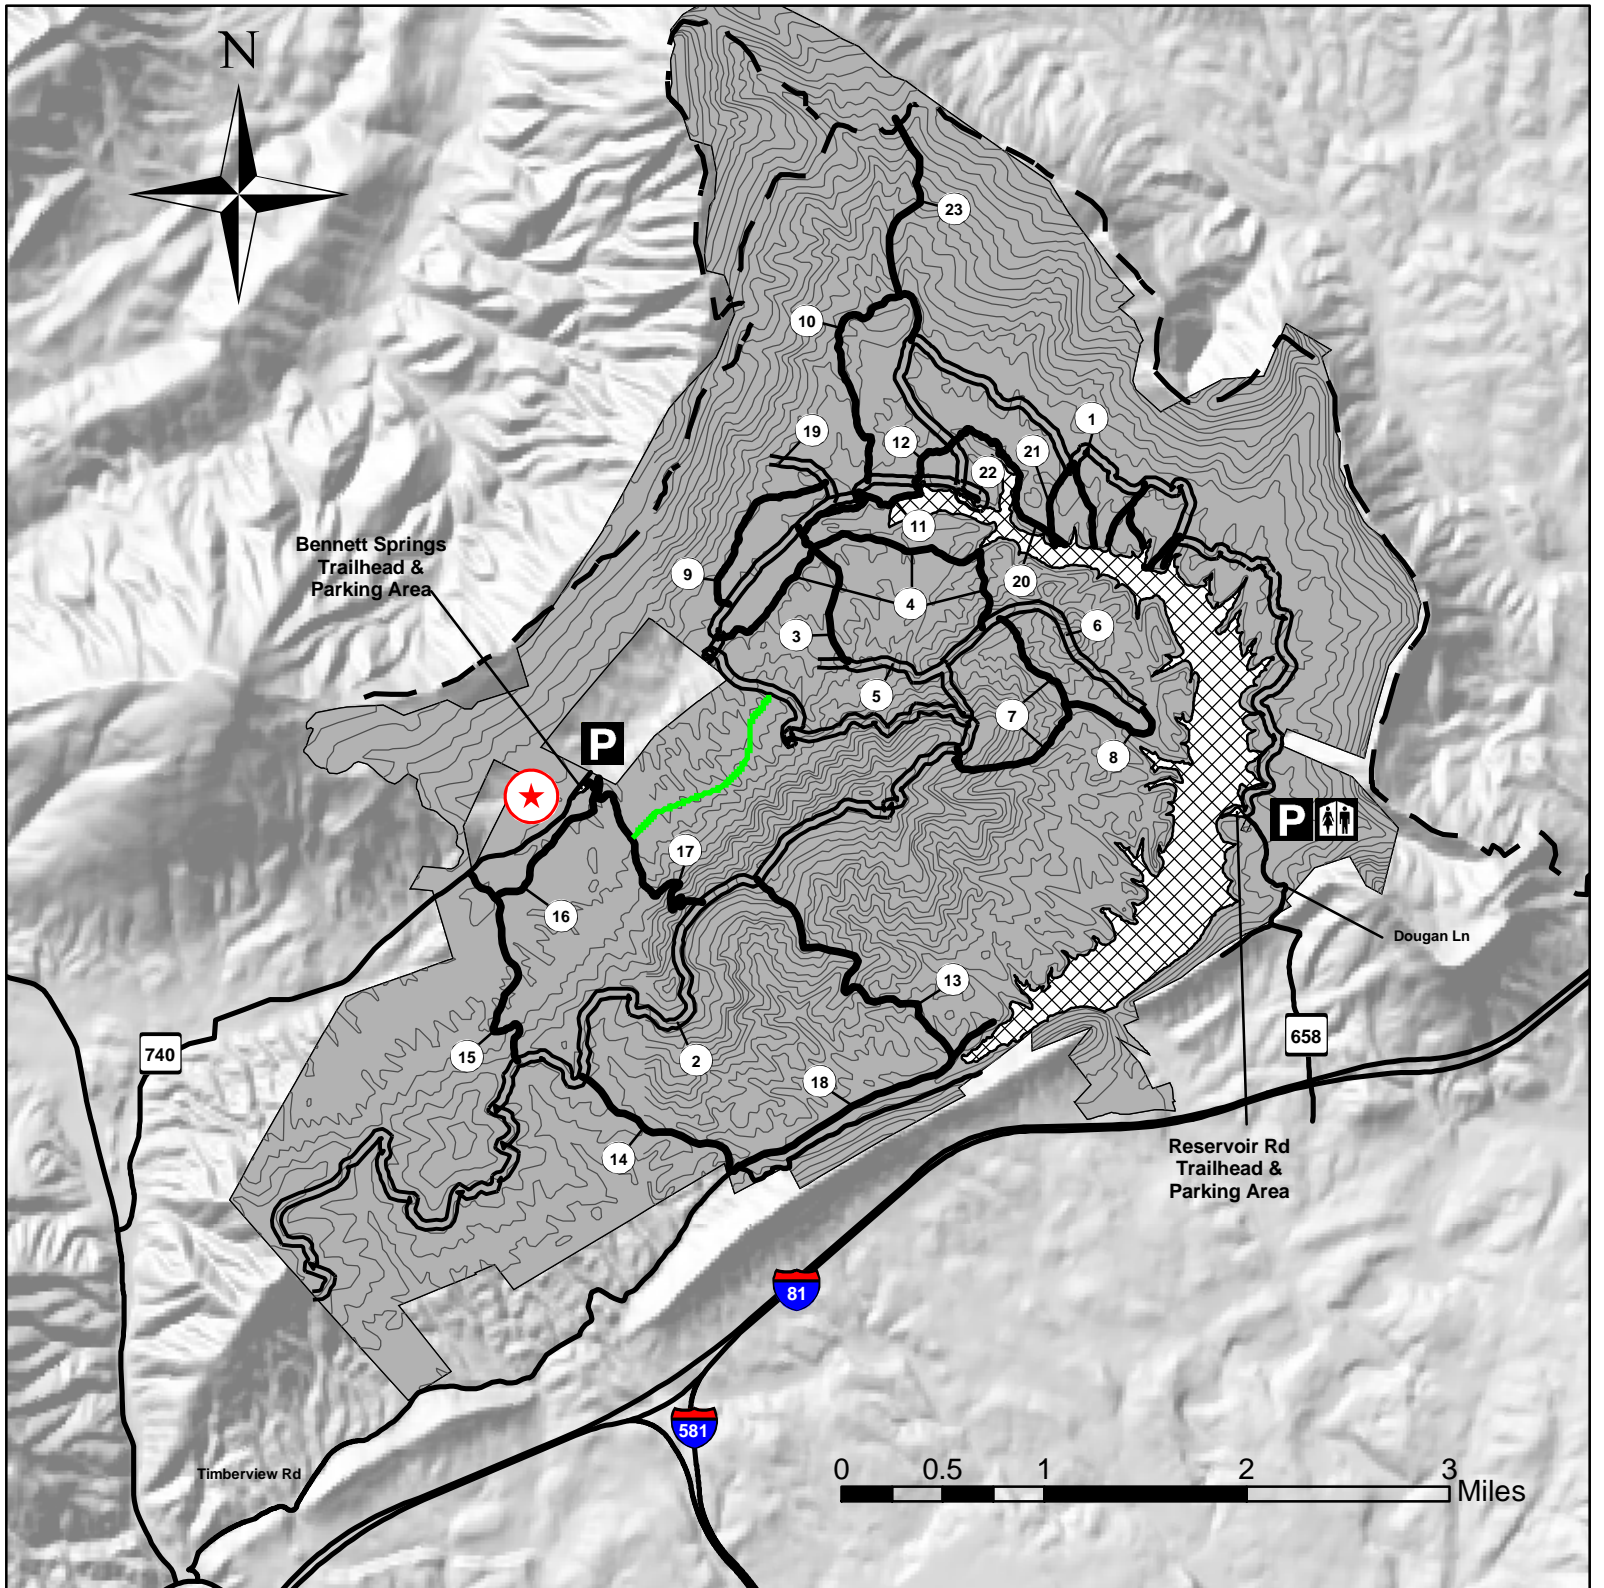 N
23
10
1
19
12
21
22
11
Bennett Springs
Trailhead &
Parking Area
9
20
4
6
3
5
7
P
8
P
17
16
Dougan Ln
13
658
740
15
2
18
14
Reservoir Rd
Trailhead &
Parking Area
81
581
Timberview Rd
0 0.5 1 2 3
Miles